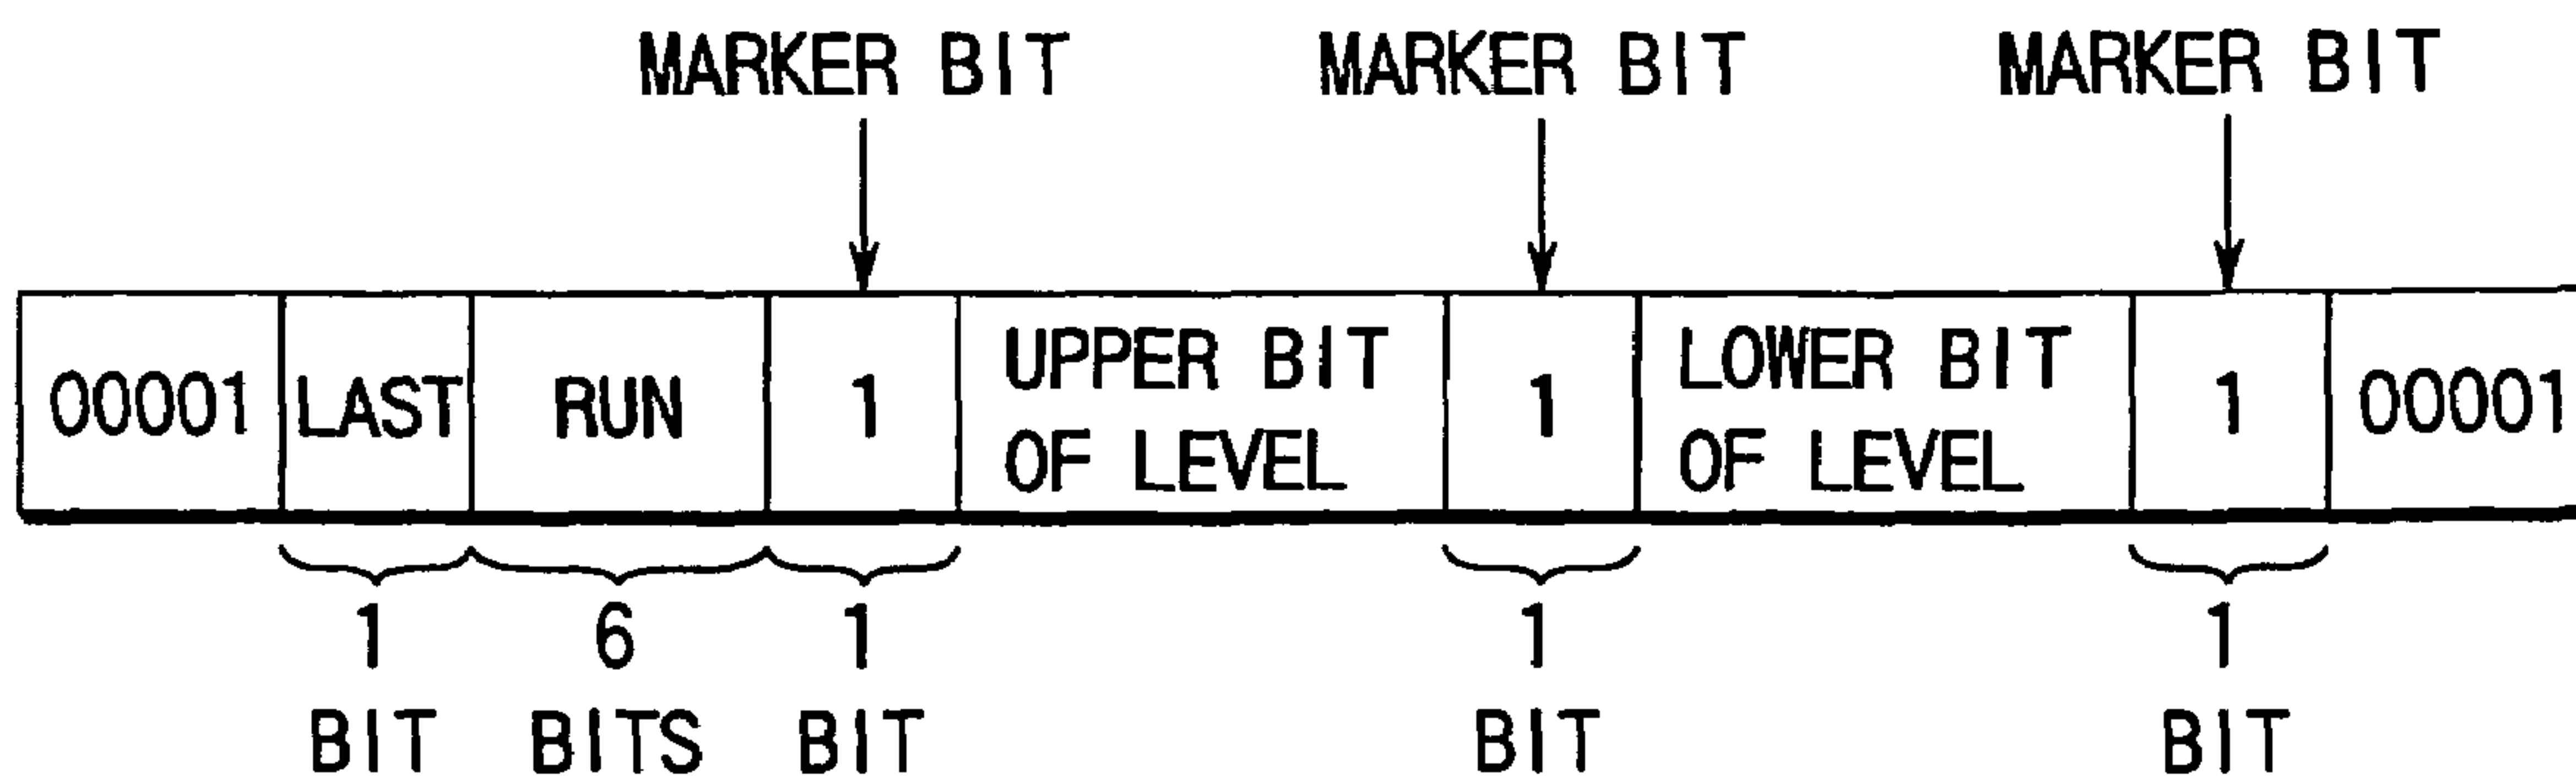 MARKER BIT MARKER BIT MARKER BIT
00001 LAST RUN 1 UPPER BIT OF LEVEL 1 LOWER BIT OF LEVEL 1 00001
1 6 1 1 1
BIT BITS BIT BIT BIT